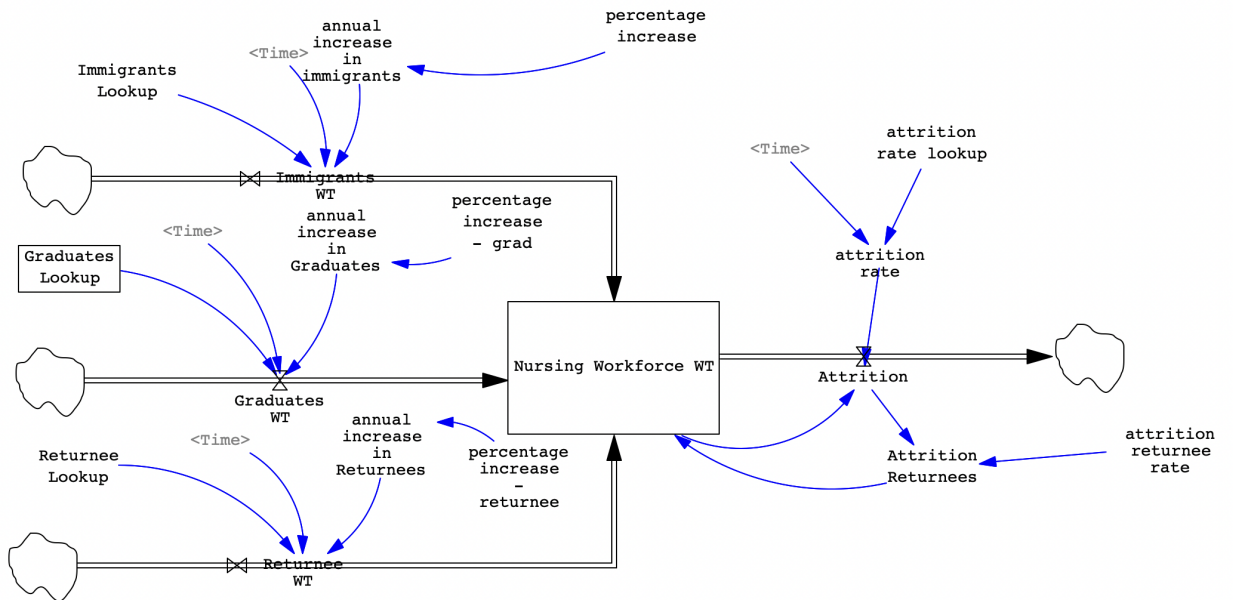 percentage
increase
annual
increase
in
immigrants
<Time>
Immigrants
Lookup
Immigrants
WT
<Time>
attrition
rate lookup
percentage
increase
- grad
annual
increase
in
Graduates
<Time>
Graduates
Lookup
attrition
rate
Nursing Workforce WT
Attrition
Graduates
WT
annual
increase
in
Returnees
<Time>
Returnee
Lookup
percentage
increase
-
returnee
Attrition
Returnees
attrition
returnee
rate
Returnee
WT